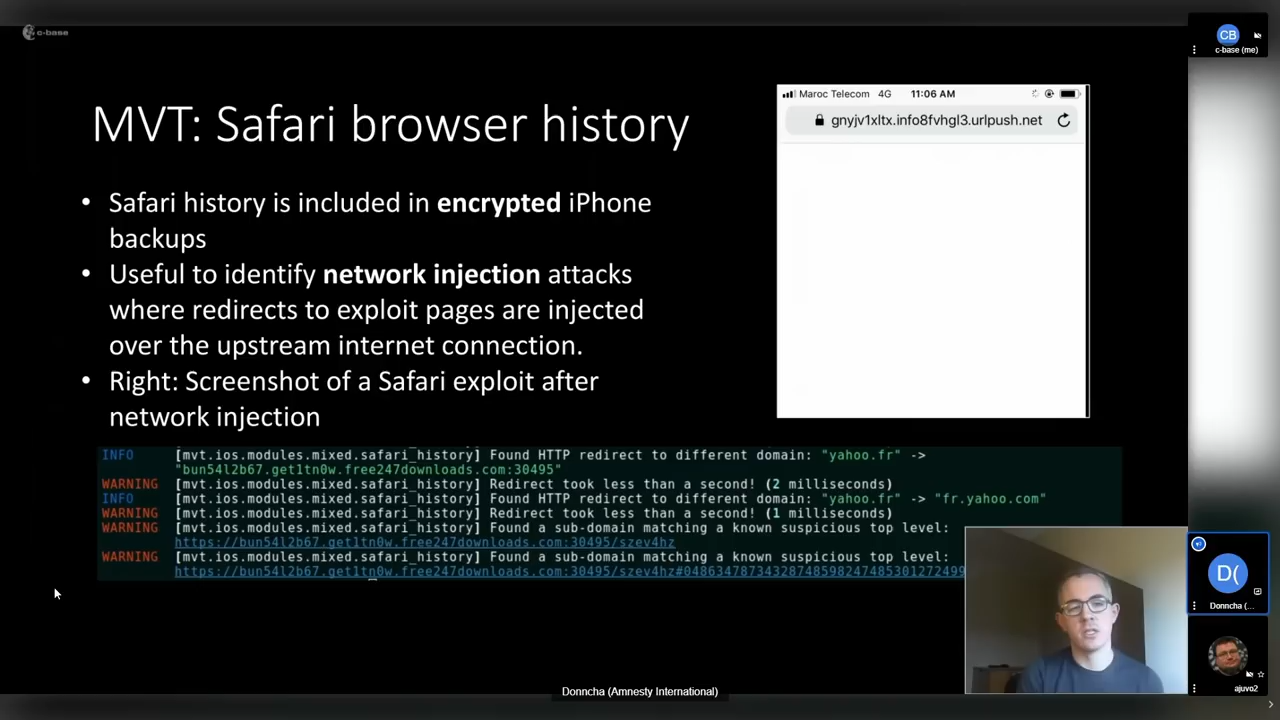 c-base
MVT: Safari browser history
• Safari history is included in encrypted iPhone
backups
• Useful to identify network injection attacks
where redirects to exploit pages are injected
over the upstream internet connection.
• Right: Screenshot of a Safari exploit after
network injection
Maroc Telecom 4G 11:06 AM
gnyjv1xltx.info8fvhgl3.urlpush.net
INFO [mvt.ios.modules.mixed.safari_history] Found HTTP redirect to different domain: "yahoo.fr" ->
"bun54l2b67.get1tn0w.free247downloads.com:30495"
WARNING [mvt.ios.modules.mixed.safari_history] Redirect took less than a second! (2 milliseconds)
INFO [mvt.ios.modules.mixed.safari_history] Found HTTP redirect to different domain: "yahoo.fr" -> "fr.yahoo.com"
WARNING [mvt.ios.modules.mixed.safari_history] Redirect took less than a second! (1 milliseconds)
WARNING [mvt.ios.modules.mixed.safari_history] Found a sub-domain matching a known suspicious top level:
https://bun54l2b67.get1tn0w.free247downloads.com:30495/szev4hz
WARNING [mvt.ios.modules.mixed.safari_history] Found a sub-domain matching a known suspicious top level:
https://bun54l2b67.get1tn0w.free247downloads.com:30495/szev4hz#04863478734328748598247485301272499
CB
c-base (me)
D(
Donncha (...
ajuvo2
Donncha (Amnesty International)